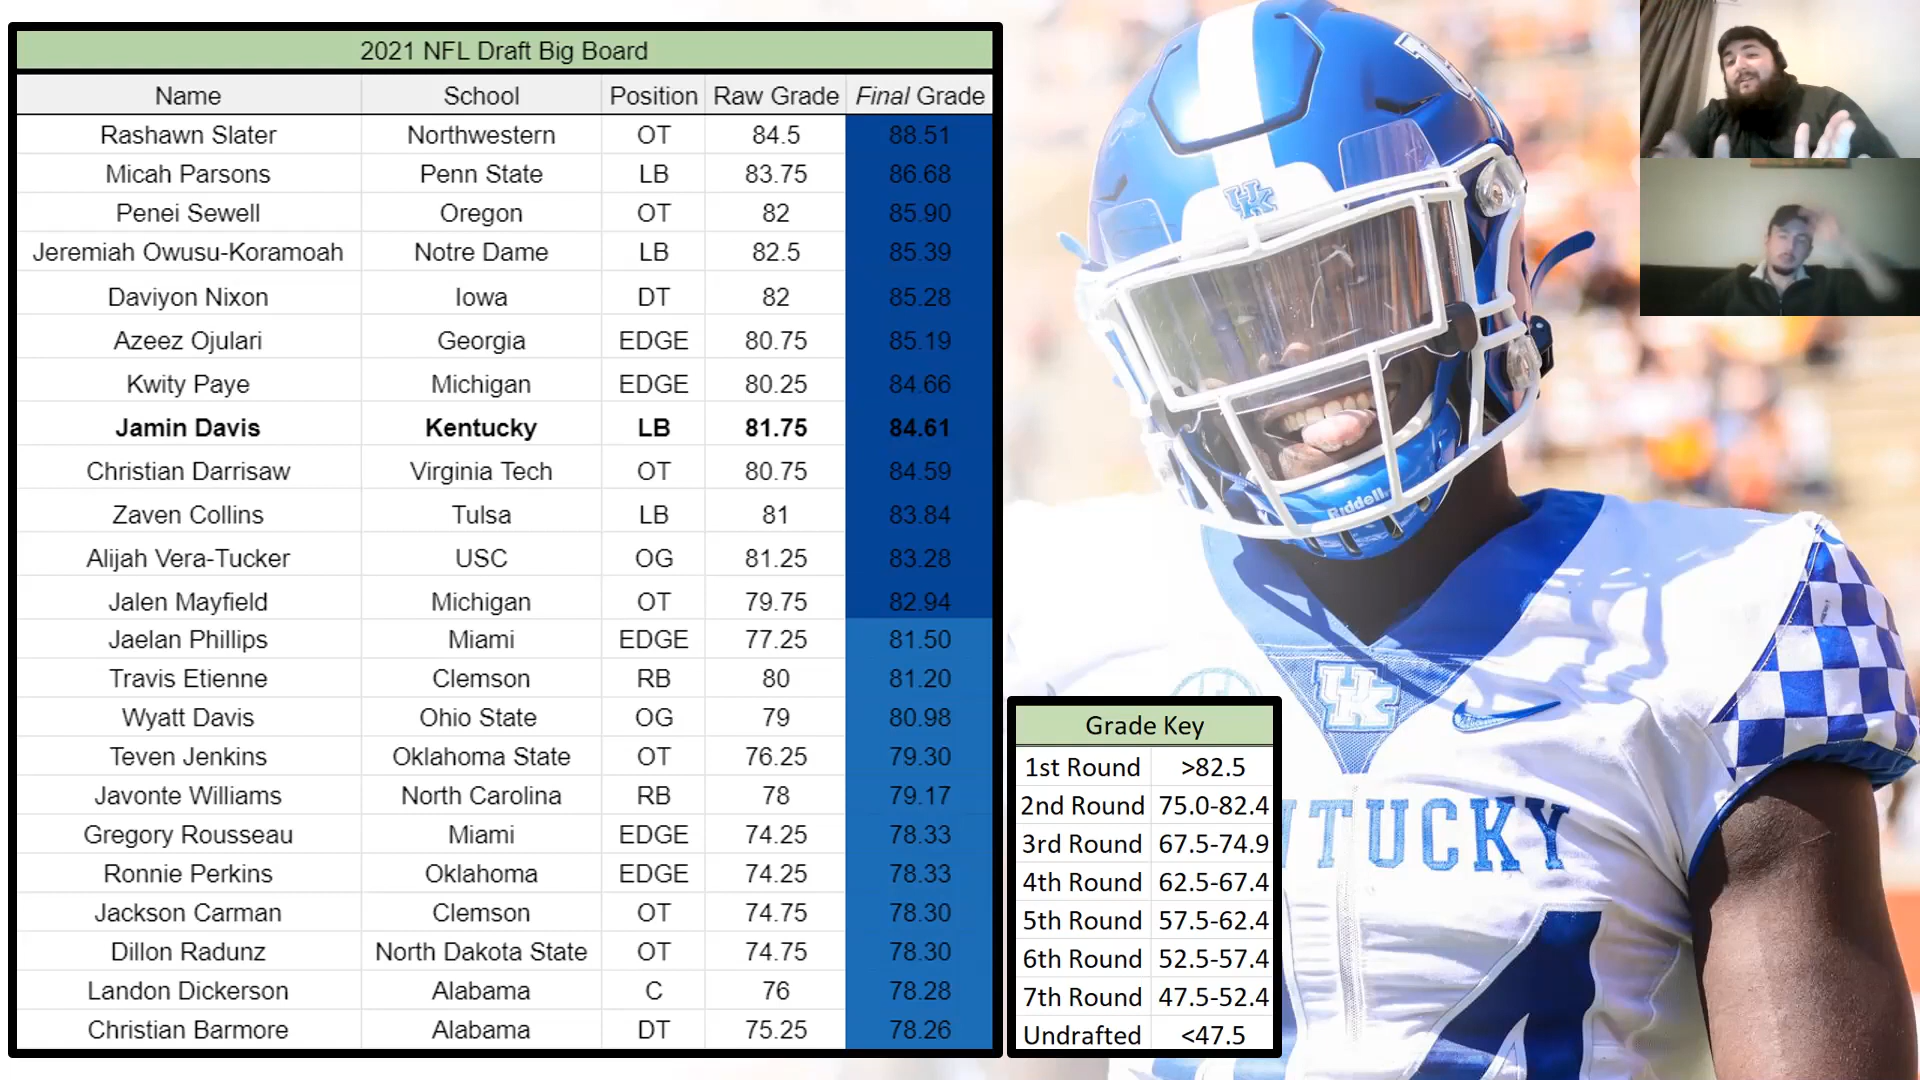 2021 NFL Draft Big Board
Name School Position Raw Grade Final Grade
Rashawn Slater Northwestern OT 84.5 88.51
Micah Parsons Penn State LB 83.75 86.68
Penei Sewell Oregon OT 82 85.90
Jeremiah Owusu-Koramoah Notre Dame LB 82.5 85.39
Daviyon Nixon Iowa DT 82 85.28
Azeez Ojulari Georgia EDGE 80.75 85.19
Kwity Paye Michigan EDGE 80.25 84.66
Jamin Davis Kentucky LB 81.75 84.61
Christian Darrisaw Virginia Tech OT 80.75 84.59
Zaven Collins Tulsa LB 81 83.84
Alijah Vera-Tucker USC OG 81.25 83.28
Jalen Mayfield Michigan OT 79.75 82.94
Jaelan Phillips Miami EDGE 77.25 81.50
Travis Etienne Clemson RB 80 81.20
Wyatt Davis Ohio State OG 79 80.98
Teven Jenkins Oklahoma State OT 76.25 79.30
Javonte Williams North Carolina RB 78 79.17
Gregory Rousseau Miami EDGE 74.25 78.33
Ronnie Perkins Oklahoma EDGE 74.25 78.33
Jackson Carman Clemson OT 74.75 78.30
Dillon Radunz North Dakota State OT 74.75 78.30
Landon Dickerson Alabama C 76 78.28
Christian Barmore Alabama DT 75.25 78.26
Grade Key
1st Round >82.5
2nd Round 75.0-82.4
3rd Round 67.5-74.9
4th Round 62.5-67.4
5th Round 57.5-62.4
6th Round 52.5-57.4
7th Round 47.5-52.4
Undrafted <47.5
UK
Riddell
UK
NTUCKY
4